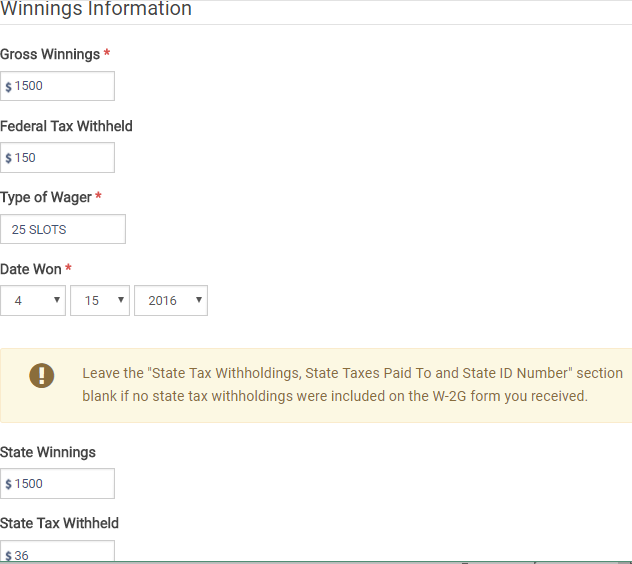 Winnings Information
Gross Winnings *
$ 1500
Federal Tax Withheld
$ 150
Type of Wager *
25 SLOTS
Date Won *
4 15 2016
Leave the "State Tax Withholdings, State Taxes Paid To and State ID Number" section
blank if no state tax withholdings were included on the W-2G form you received.
State Winnings
$ 1500
State Tax Withheld
$ 36